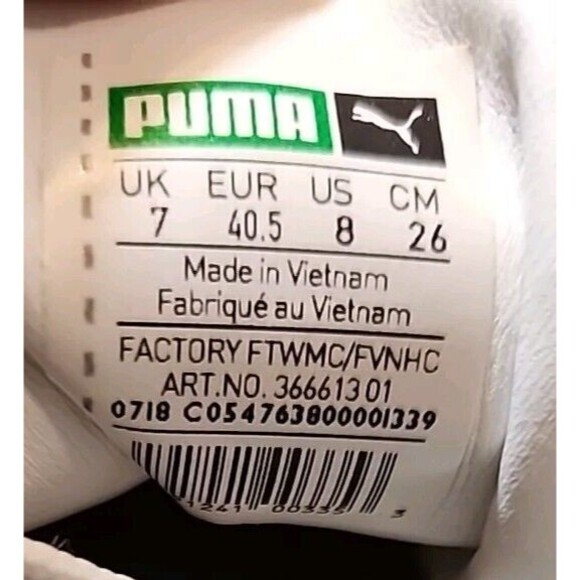 PUMA
UK EUR US CM
7 40.5 8 26
Made in Vietnam
Fabriqué au Vietnam
FACTORY FTWMC/FVNHC
ART.NO. 366613 01
0718 C054763800001339
3